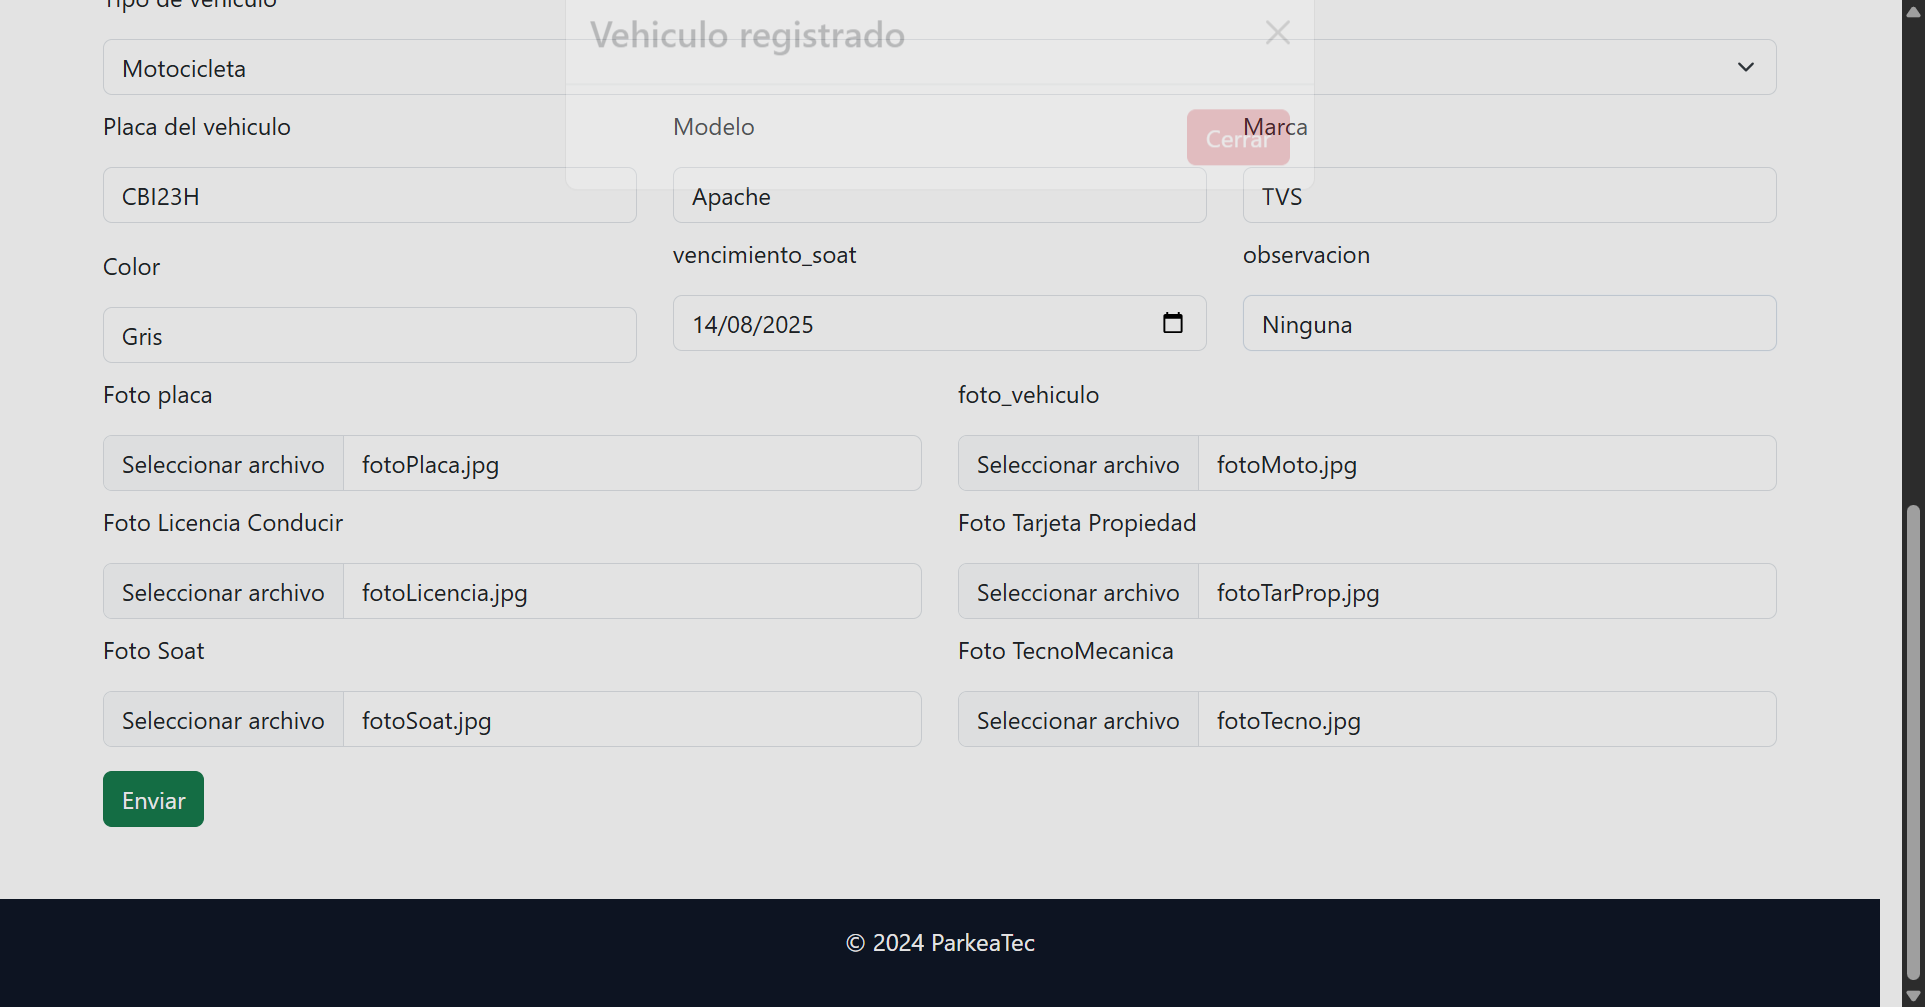 Tipo de vehiculo
Vehiculo registrado
Motocicleta
Placa del vehiculo
Modelo
Marca
Cerrar
CBI23H
Apache
TVS
Color
vencimiento_soat
observacion
Gris
14/08/2025
Ninguna
Foto placa
foto_vehiculo
Seleccionar archivo fotoPlaca.jpg
Seleccionar archivo fotoMoto.jpg
Foto Licencia Conducir
Foto Tarjeta Propiedad
Seleccionar archivo fotoLicencia.jpg
Seleccionar archivo fotoTarProp.jpg
Foto Soat
Foto TecnoMecanica
Seleccionar archivo fotoSoat.jpg
Seleccionar archivo fotoTecno.jpg
Enviar
© 2024 ParkeaTec